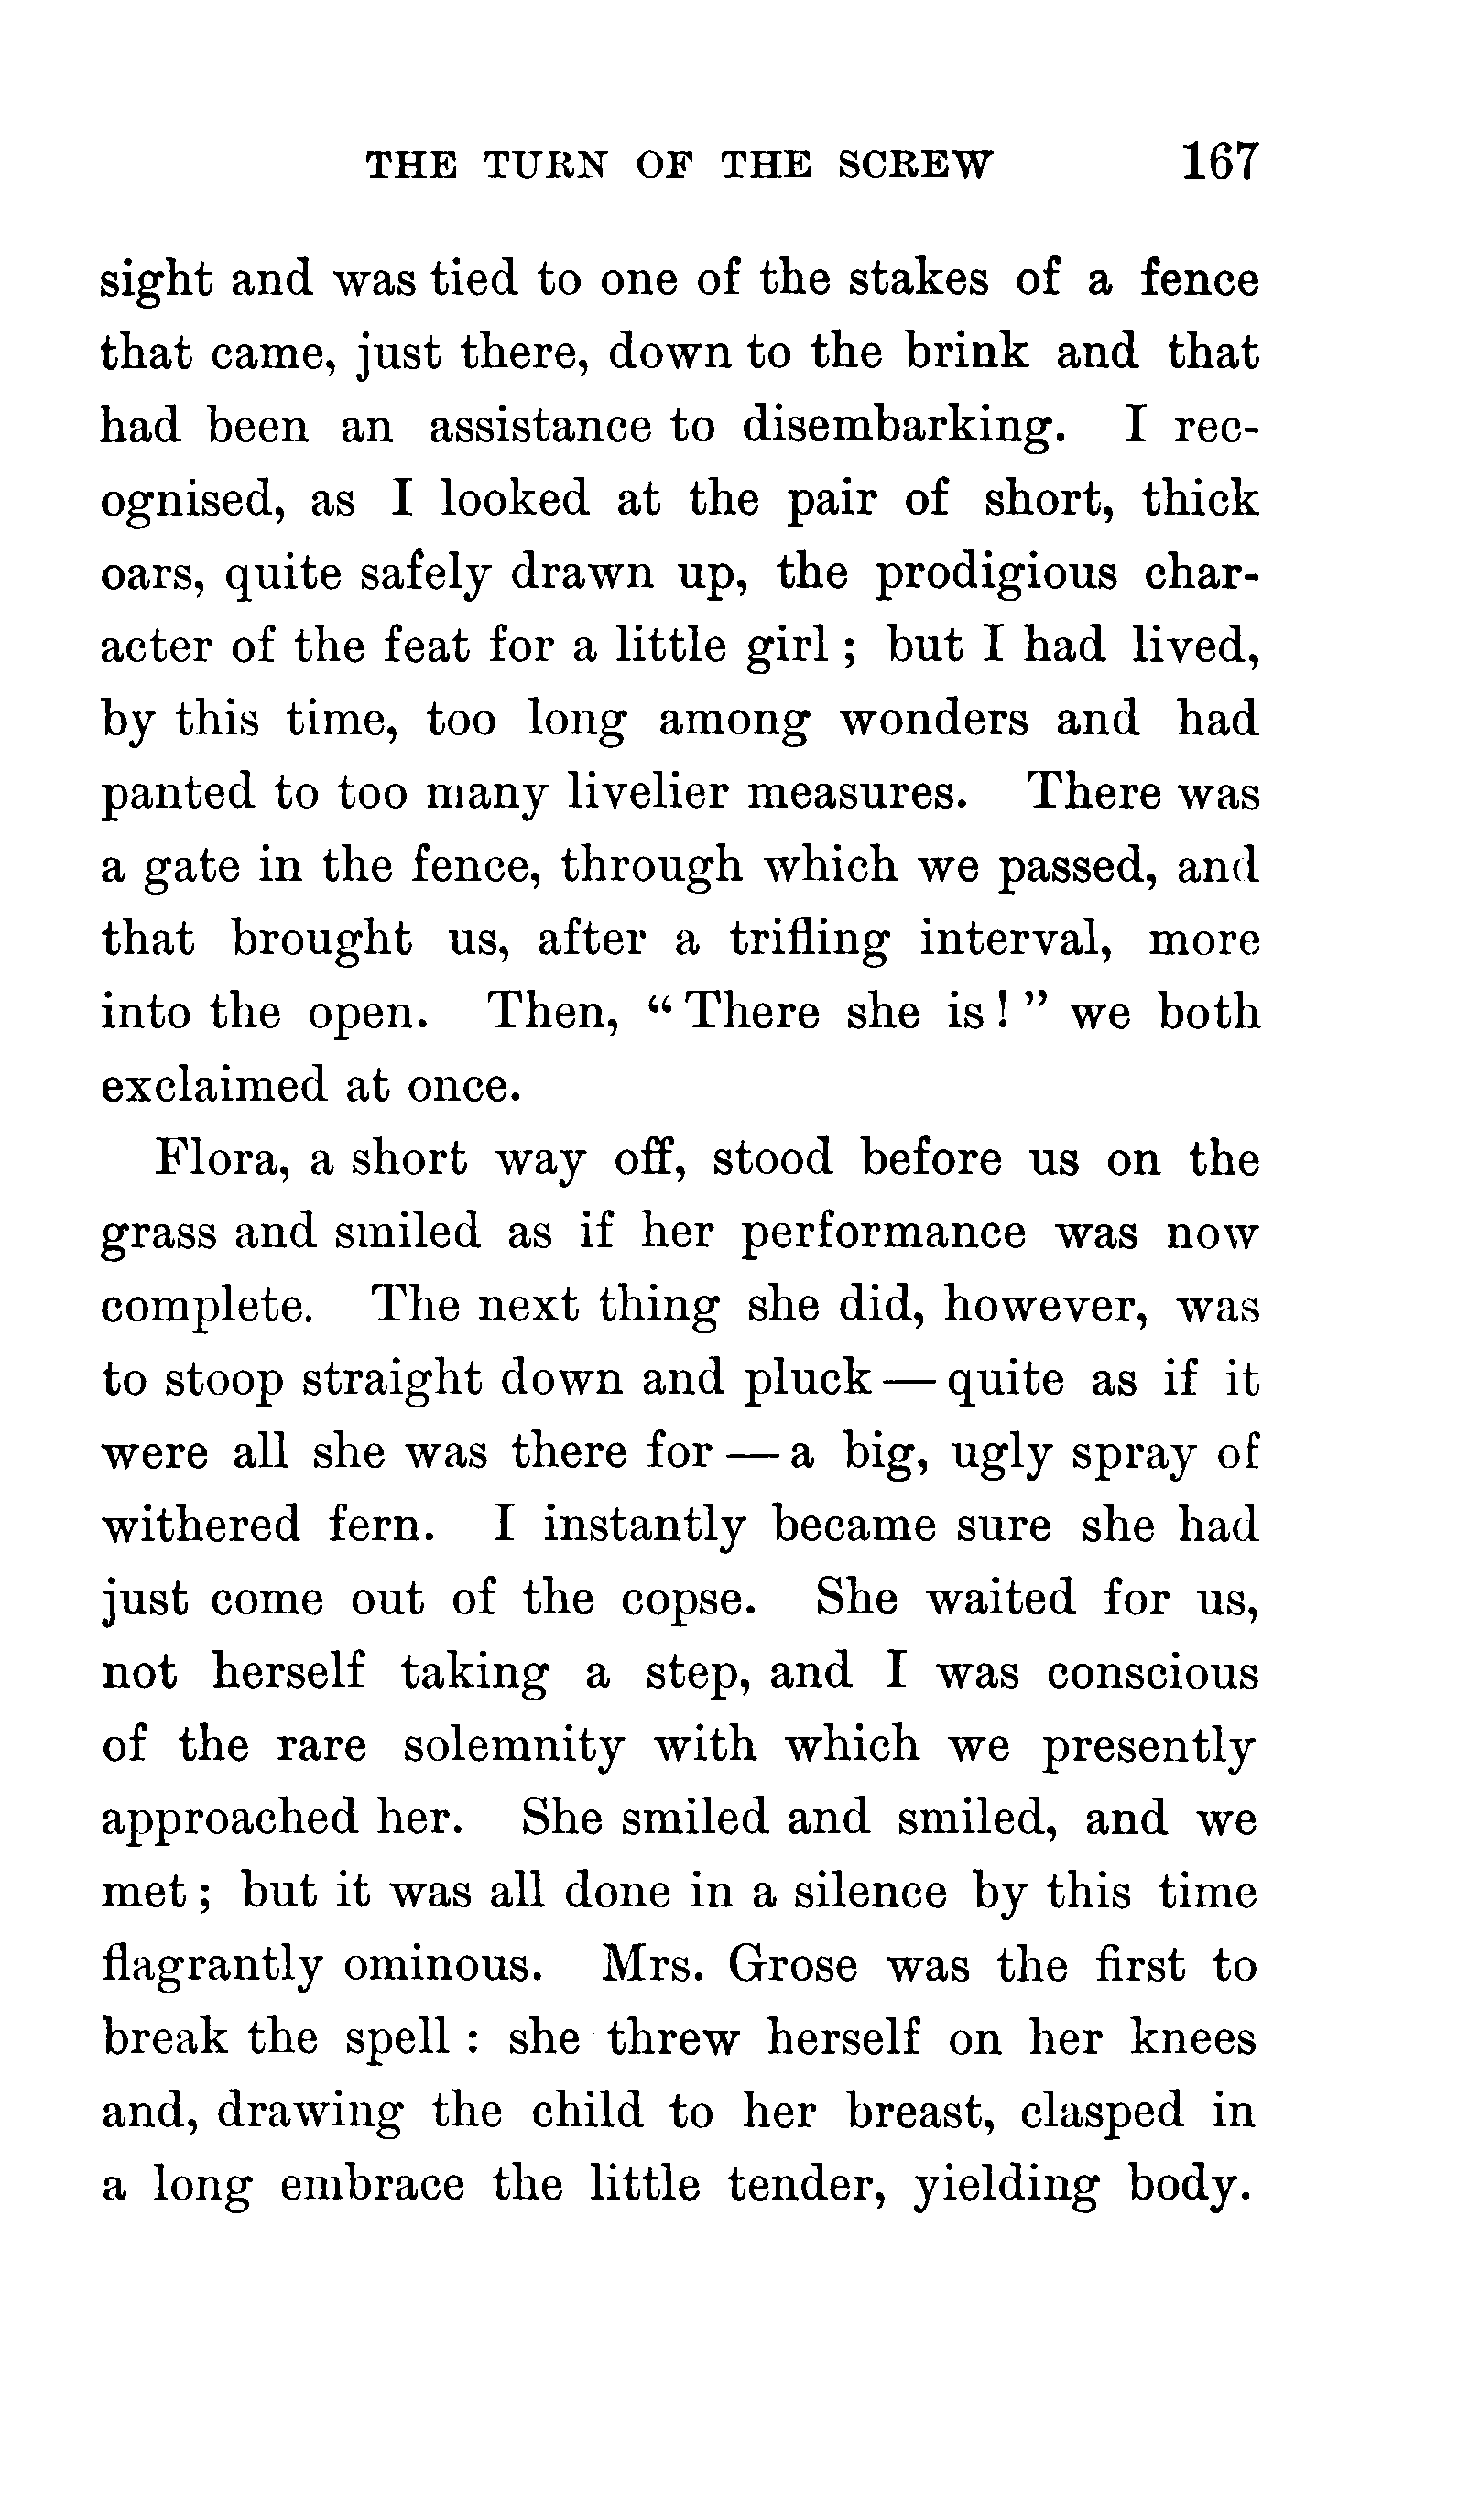 THE TURN OF THE SCREW 167
sight and was tied to one of the stakes of a fence
that came, just there, down to the brink and that
had been an assistance to disembarking. I rec-
ognised, as I looked at the pair of short, thick
oars, quite safely drawn up, the prodigious char-
acter of the feat for a little girl ; but I had lived,
by this time, too long among wonders and had
panted to too many livelier measures. There was
a gate in the fence, through which we passed, and
that brought us, after a trifling interval, more
into the open. Then, “ There she is ! ” we both
exclaimed at once.
Flora, a short way off, stood before us on the
grass and smiled as if her performance was now
complete. The next thing she did, however, was
to stoop straight down and pluck — quite as if it
were all she was there for — a big, ugly spray of
withered fern. I instantly became sure she had
just come out of the copse. She waited for us,
not herself taking a step, and I was conscious
of the rare solemnity with which we presently
approached her. She smiled and smiled, and we
met ; but it was all done in a silence by this time
flagrantly ominous. Mrs. Grose was the first to
break the spell : she threw herself on her knees
and, drawing the child to her breast, clasped in
a long embrace the little tender, yielding body.